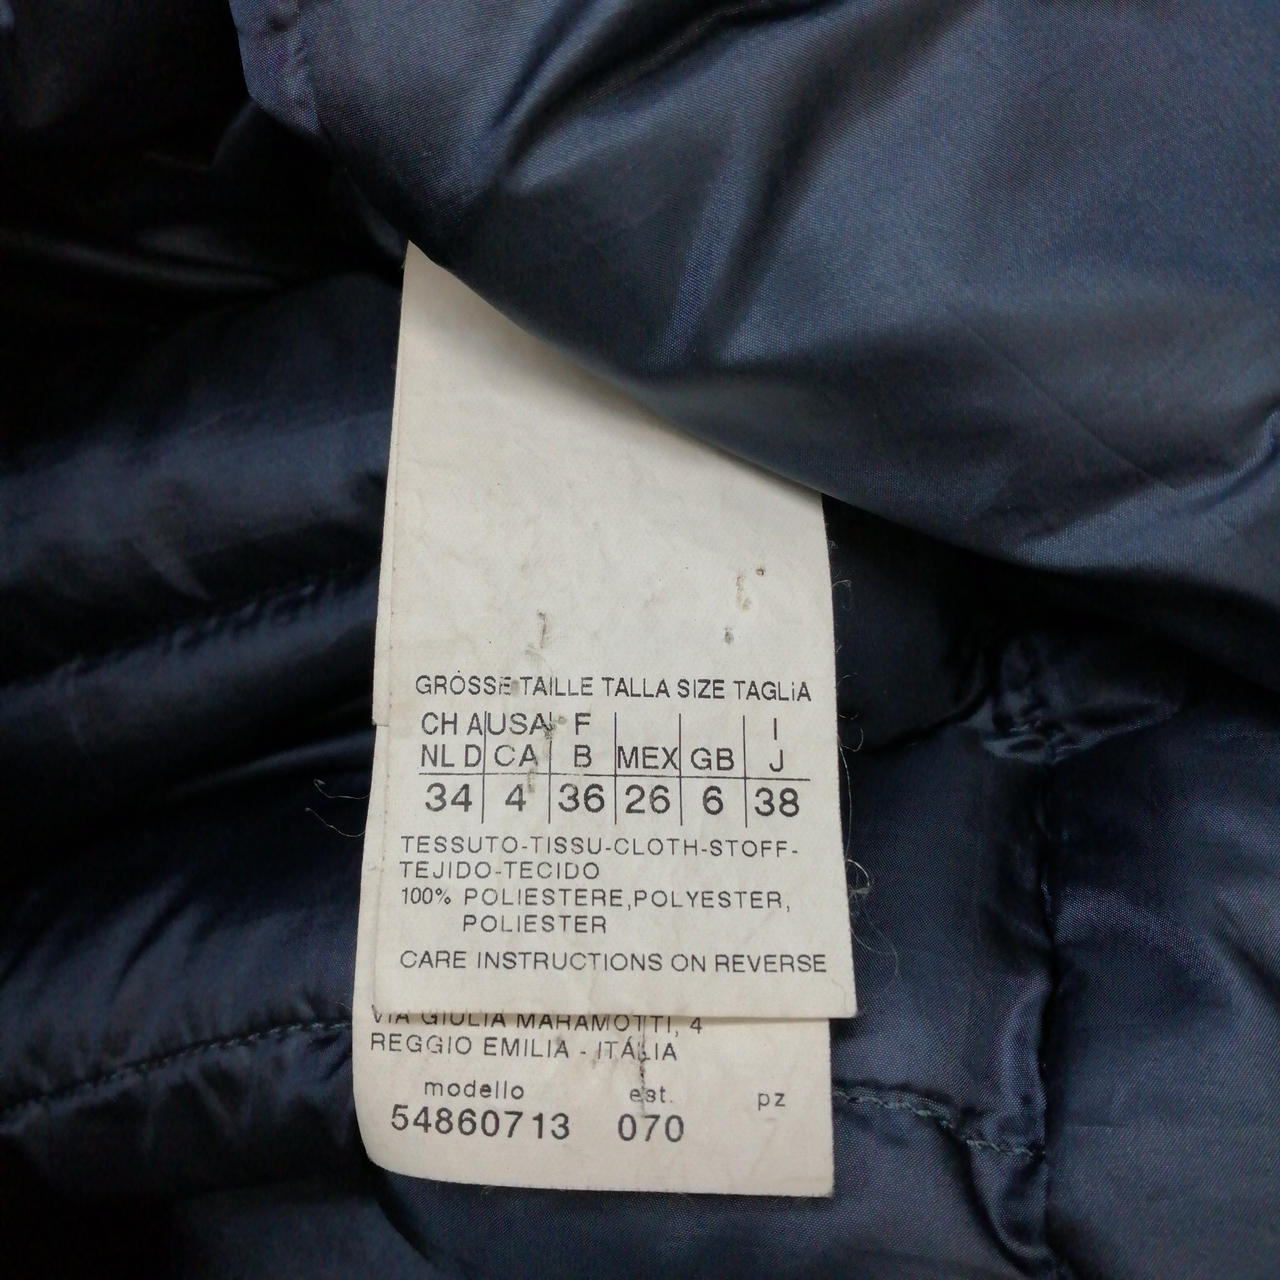 GRÖSSE TAILLE TALLA SIZE TAGLiA
CH A USA F I
NL D CA B MEX GB J
34 4 36 26 6 38
TESSUTO-TISSU-CLOTH-STOFF-
TEJIDO-TECIDO
100% POLIESTERE,POLYESTER,
POLIESTER
CARE INSTRUCTIONS ON REVERSE
VIA GIULIA MARAMOTTI, 4
REGGIO EMILIA - ITALIA
modello est. pz
54860713 070